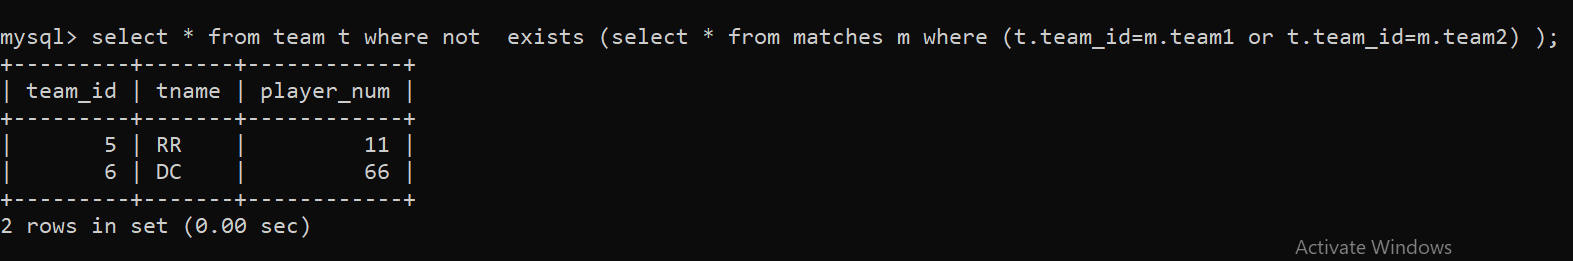 mysql> select * from team t where not  exists (select * from matches m where (t.team_id=m.team1 or t.team_id=m.team2) );
+---------+-------+------------+
| team_id | tname | player_num |
+---------+-------+------------+
|       5 | RR    |         11 |
|       6 | DC    |         66 |
+---------+-------+------------+
2 rows in set (0.00 sec)
Activate Windows